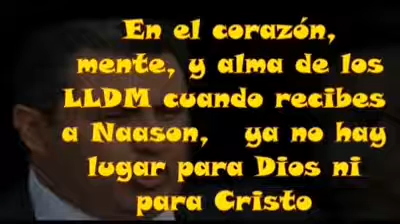 En el corazón,
mente, y alma de los
LLDM cuando recibes
a Naason, ya no hay
lugar para Dios ni
para Cristo